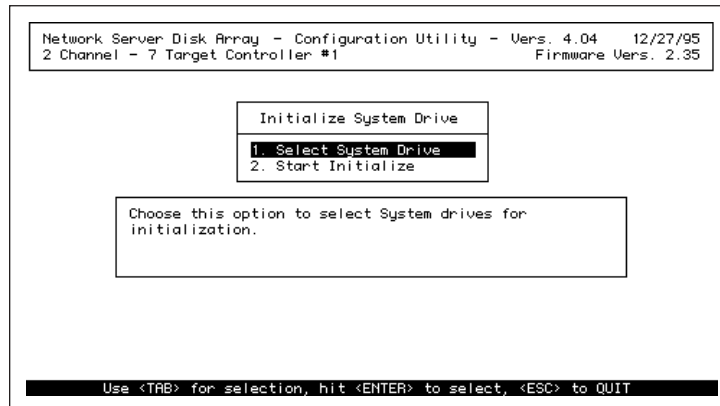 Network Server Disk Array - Configuration Utility - Vers. 4.04 12/27/95
2 Channel - 7 Target Controller #1 Firmware Vers. 2.35
Initialize System Drive
1. Select System Drive
2. Start Initialize
Choose this option to select System drives for
initialization.
Use <TAB> for selection, hit <ENTER> to select, <ESC> to QUIT